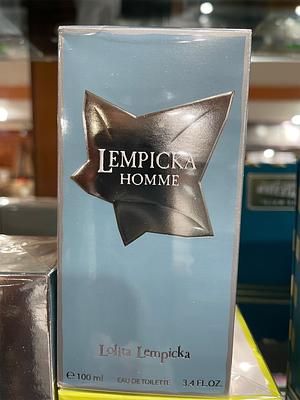 LEMPICKA
HOMME
Lolita Lempicka
℮ 100 ml EAU DE TOILETTE 3.4 FL.OZ.